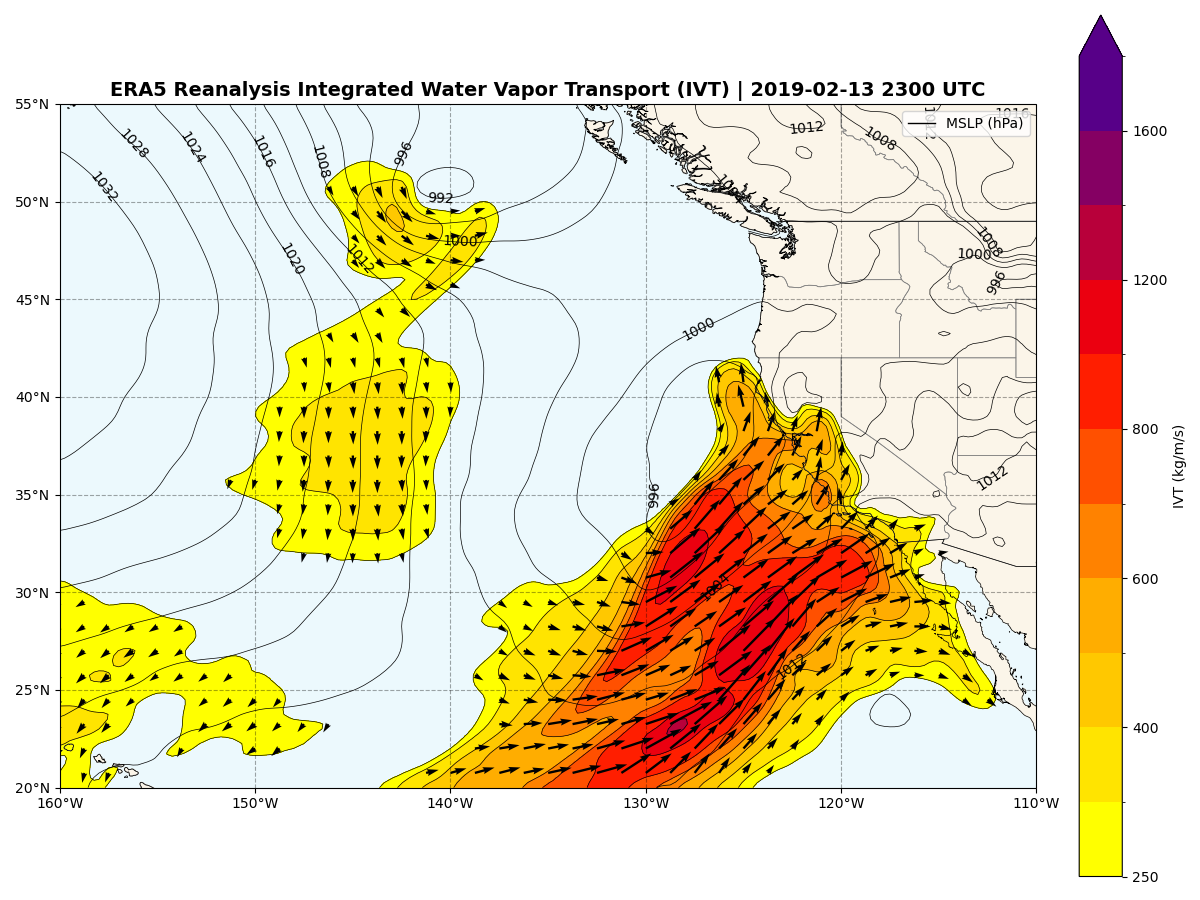 ERA5 Reanalysis Integrated Water Vapor Transport (IVT) | 2019-02-13 2300 UTC
MSLP (hPa)
55°N
50°N
45°N
40°N
35°N
30°N
25°N
20°N
160°W
150°W
140°W
130°W
120°W
110°W
1032
1028
1024
1016
1008
996
992
1000
1020
1012
1012
1008
1016
1012
1008
1000
996
1000
996
1004
1012
1012
1600
1200
800
600
400
250
IVT (kg/m/s)